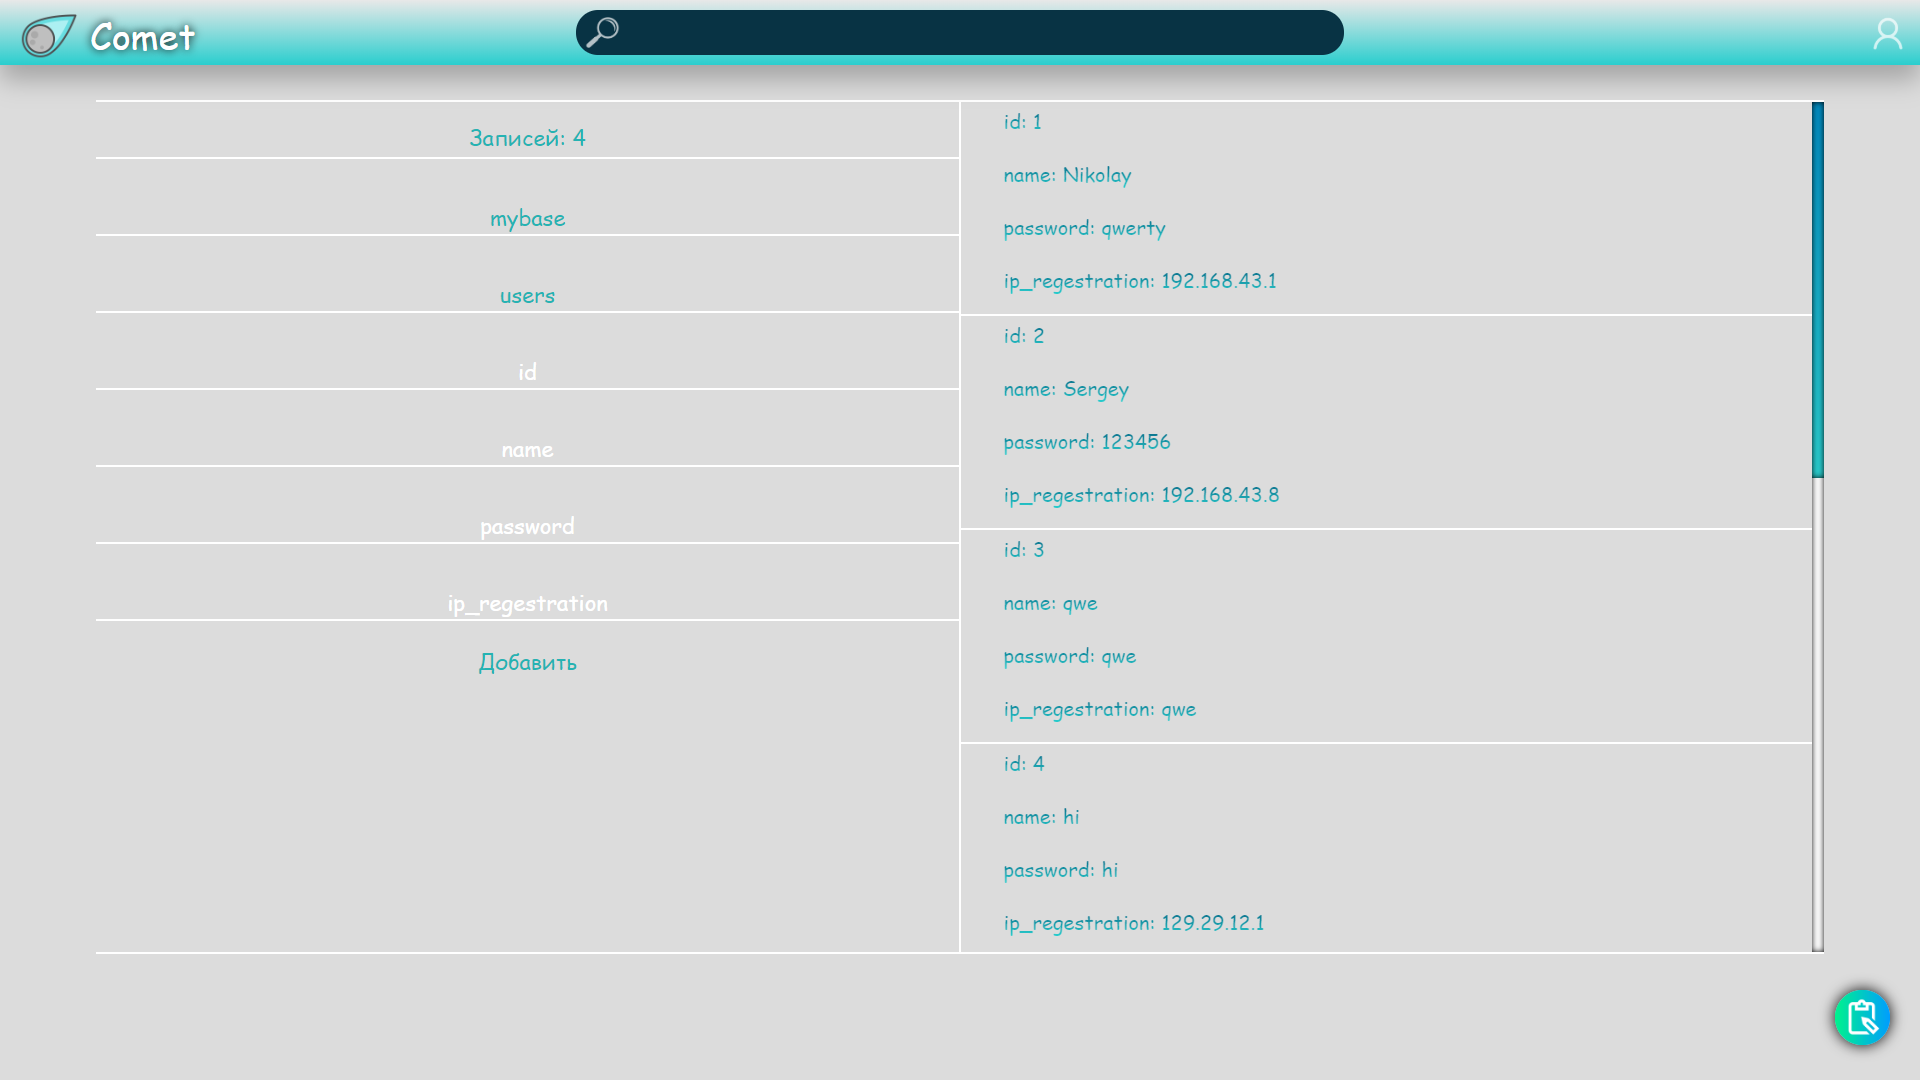 Comet
Записей: 4
mybase
users
id
name
password
ip_regestration
Добавить
id: 1
name: Nikolay
password: qwerty
ip_regestration: 192.168.43.1
id: 2
name: Sergey
password: 123456
ip_regestration: 192.168.43.8
id: 3
name: qwe
password: qwe
ip_regestration: qwe
id: 4
name: hi
password: hi
ip_regestration: 129.29.12.1